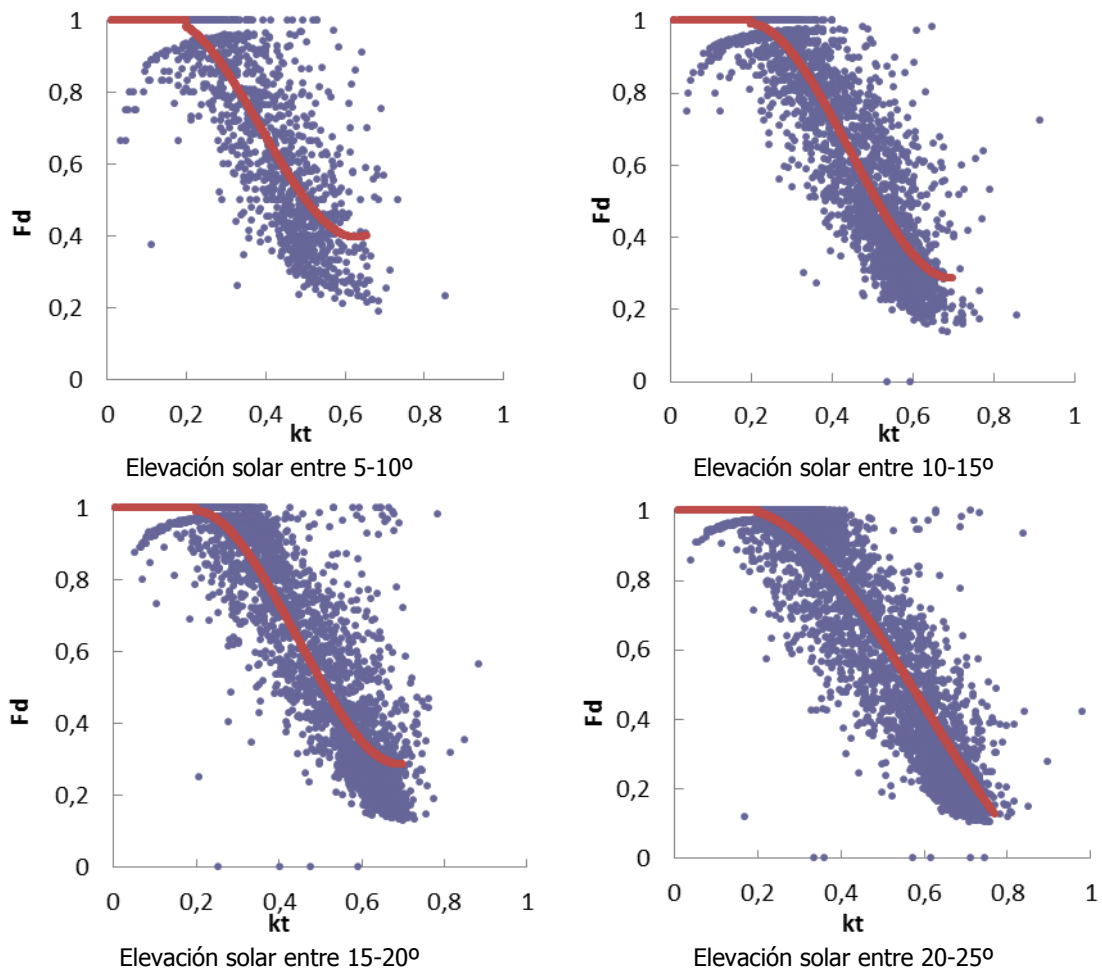 1
0,8
0,6
0,4
0,2
0
Fd
0 0,2 0,4 0,6 0,8 1
kt
Elevación solar entre 5-10º
1
0,8
0,6
0,4
0,2
0
Fd
0 0,2 0,4 0,6 0,8 1
kt
Elevación solar entre 10-15º
1
0,8
0,6
0,4
0,2
0
Fd
0 0,2 0,4 0,6 0,8 1
kt
Elevación solar entre 15-20º
1
0,8
0,6
0,4
0,2
0
Fd
0 0,2 0,4 0,6 0,8 1
kt
Elevación solar entre 20-25º